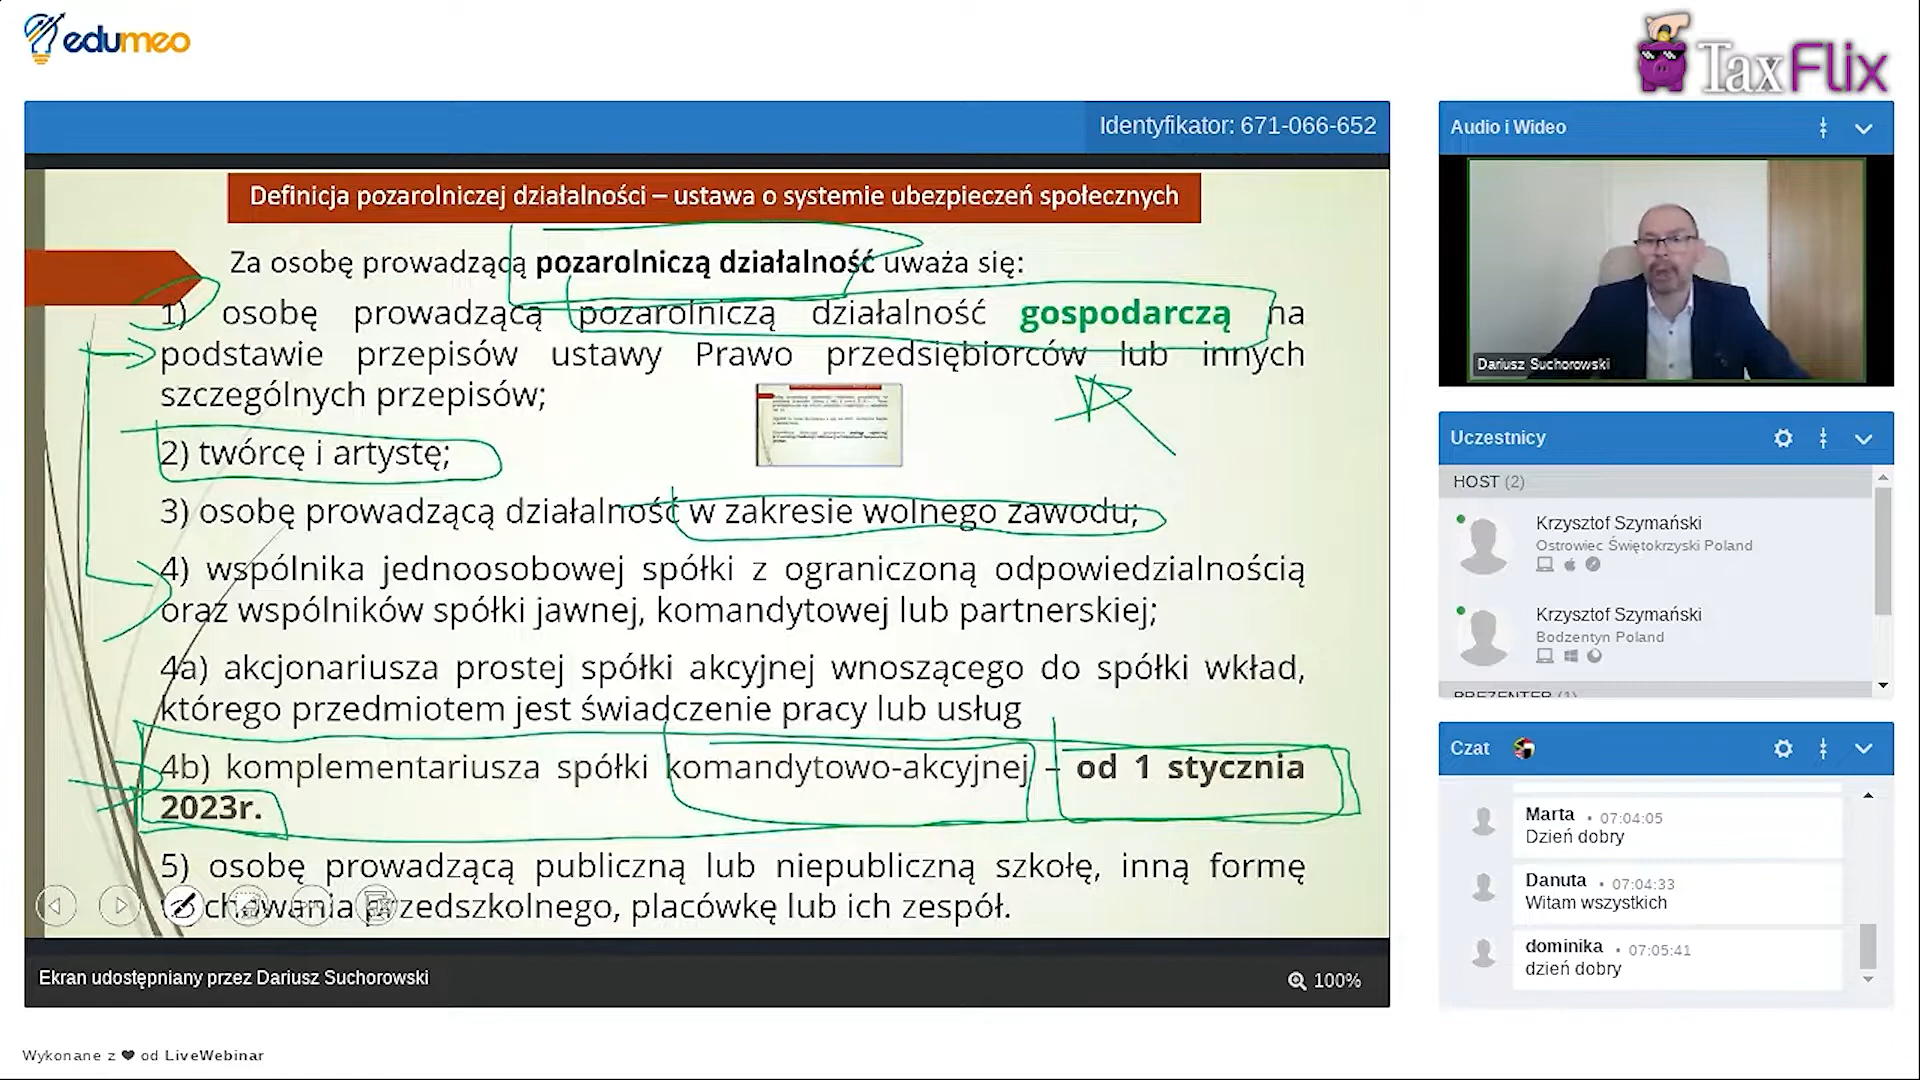 edumeo
TaxFlix
Identyfikator: 671-066-652
Definicja pozarolniczej działalności – ustawa o systemie ubezpieczeń społecznych
Za osobę prowadzącą pozarolniczą działalność uważa się:
1) osobę prowadzącą pozarolniczą działalność gospodarczą na
podstawie przepisów ustawy Prawo przedsiębiorców lub innych
szczególnych przepisów;
2) twórcę i artystę;
3) osobę prowadzącą działalność w zakresie wolnego zawodu;
4) wspólnika jednoosobowej spółki z ograniczoną odpowiedzialnością
oraz wspólników spółki jawnej, komandytowej lub partnerskiej;
4a) akcjonariusza prostej spółki akcyjnej wnoszącego do spółki wkład,
którego przedmiotem jest świadczenie pracy lub usług
4b) komplementariusza spółki komandytowo-akcyjnej – od 1 stycznia
2023r.
5) osobę prowadzącą publiczną lub niepubliczną szkołę, inną formę
przedszkolnego, placówkę lub ich zespół.
Ekran udostępniany przez Dariusz Suchorowski
100%
Audio i Wideo
Dariusz Suchorowski
Uczestnicy
HOST (2)
Krzysztof Szymański
Ostrowiec Świętokrzyski Poland
Krzysztof Szymański
Bodzentyn Poland
PREZENTER (1)
Czat
Marta • 07:04:05
Dzień dobry
Danuta • 07:04:33
Witam wszystkich
dominika • 07:05:41
dzień dobry
Wykonane z ❤ od LiveWebinar